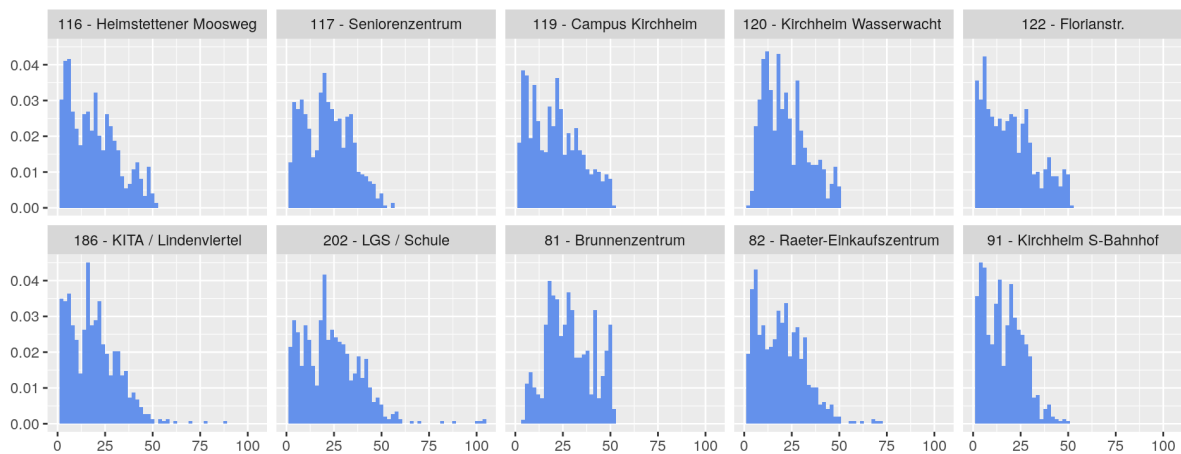 116 - Heimstettener Moosweg
117 - Seniorenzentrum
119 - Campus Kirchheim
120 - Kirchheim Wasserwacht
122 - Florianstr.
0.04
0.03
0.02
0.01
0.00
186 - KITA / Lindenviertel
202 - LGS / Schule
81 - Brunnenzentrum
82 - Raeter-Einkaufszentrum
91 - Kirchheim S-Bahnhof
0.04
0.03
0.02
0.01
0.00
0 25 50 75 100 0 25 50 75 100 0 25 50 75 100 0 25 50 75 100 0 25 50 75 100